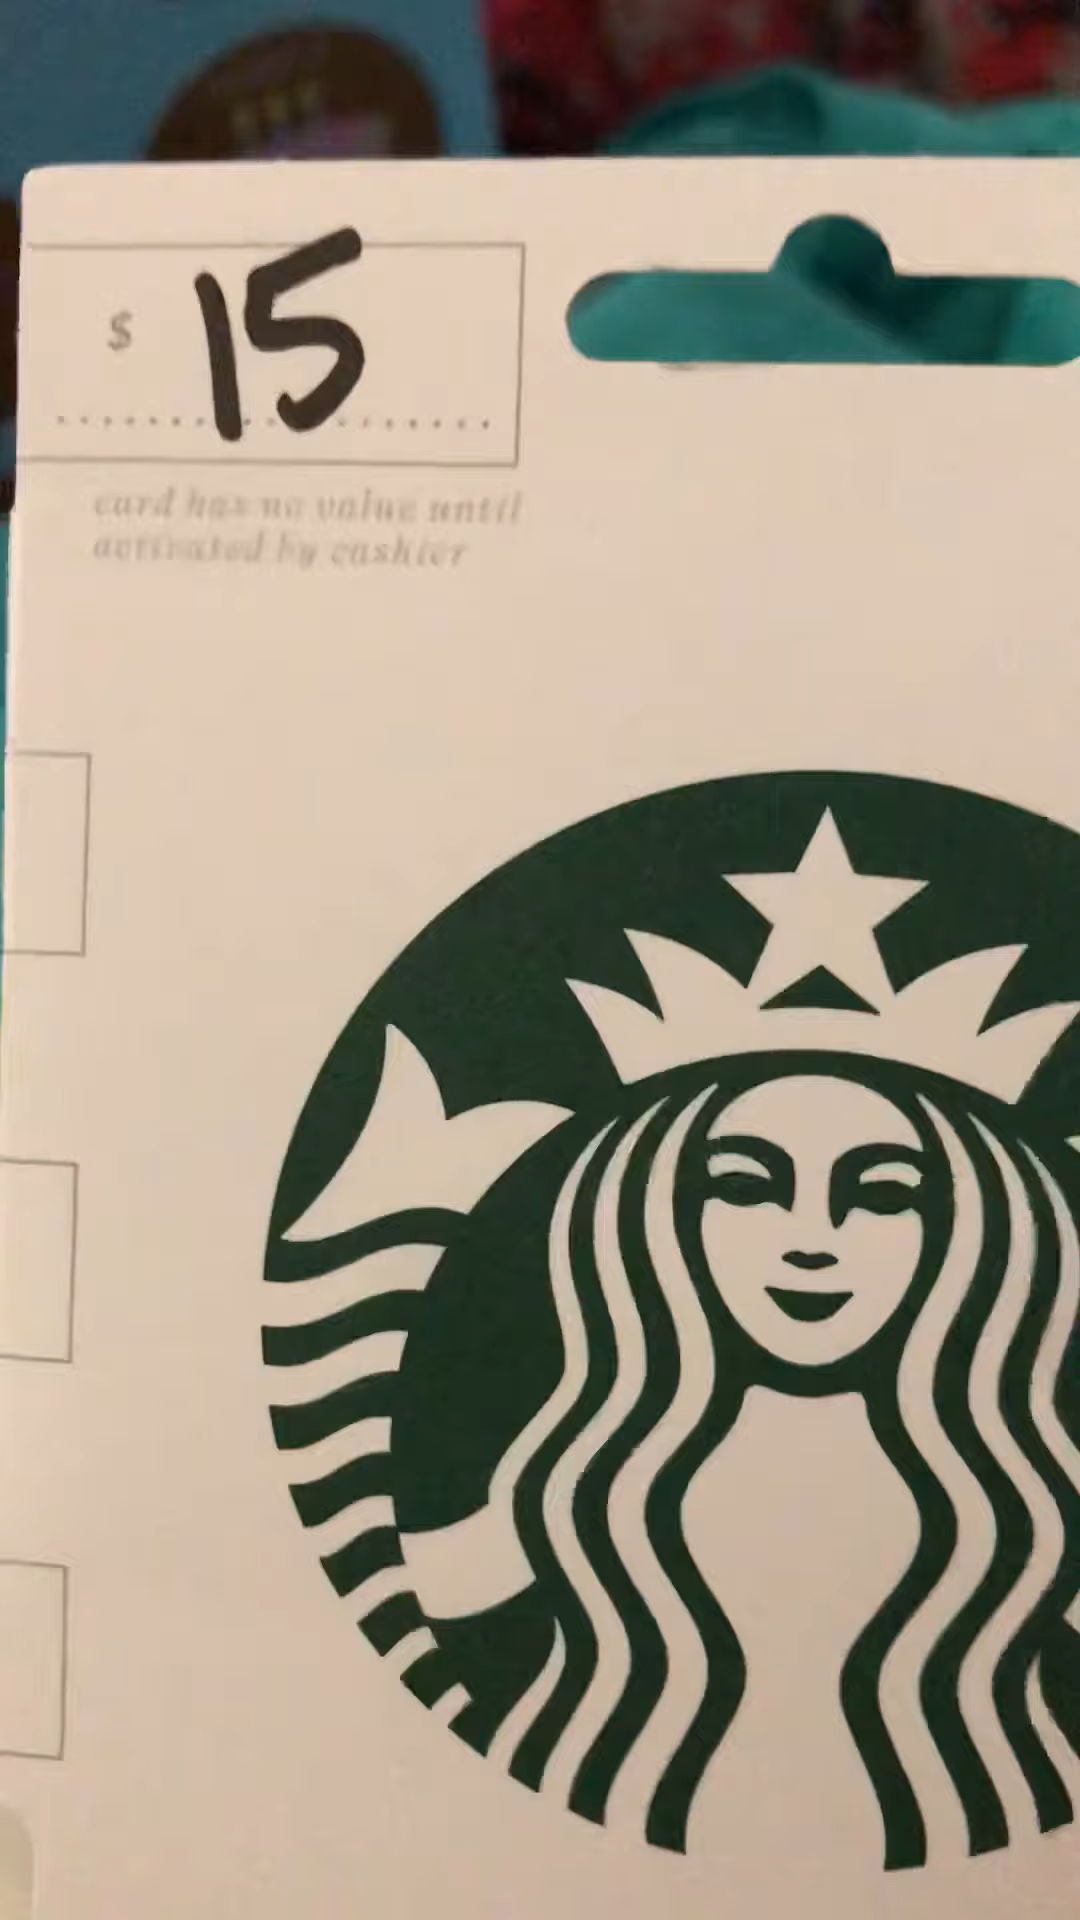 $ 15
card has no value until
activated by cashier